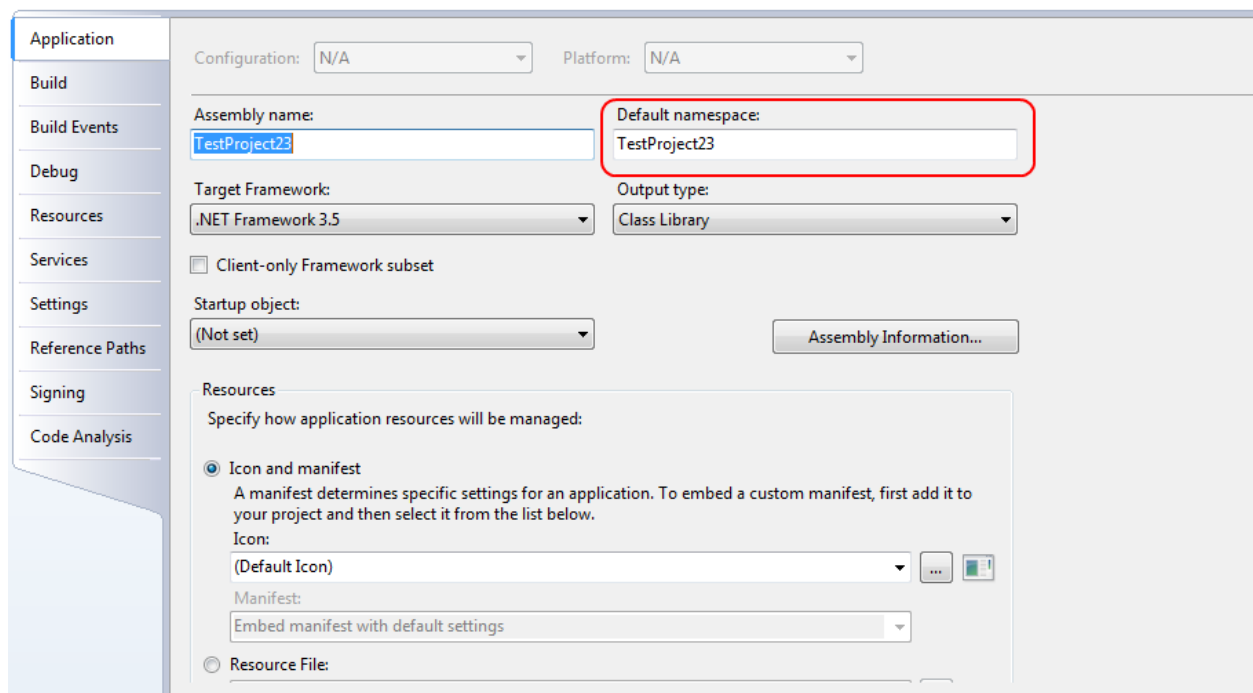 Application
Build
Build Events
Debug
Resources
Services
Settings
Reference Paths
Signing
Code Analysis
Configuration: N/A Platform: N/A
Assembly name: Default namespace:
TestProject23 TestProject23
Target Framework: Output type:
.NET Framework 3.5 Class Library
Client-only Framework subset
Startup object:
(Not set) Assembly Information...
Resources
Specify how application resources will be managed:
Icon and manifest
A manifest determines specific settings for an application. To embed a custom manifest, first add it to
your project and then select it from the list below.
Icon:
(Default Icon) ...
Manifest:
Embed manifest with default settings
Resource File: